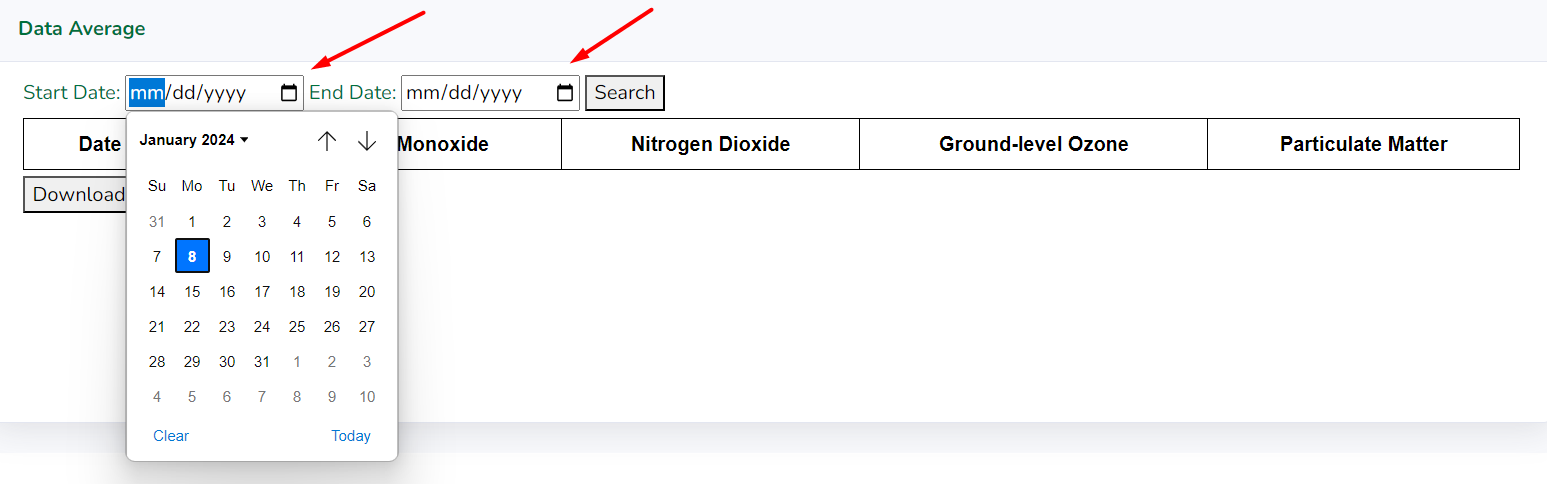 Data Average
Start Date: mm/dd/yyyy End Date: mm/dd/yyyy Search
Date Monoxide Nitrogen Dioxide Ground-level Ozone Particulate Matter
Download
January 2024
Su Mo Tu We Th Fr Sa
31 1 2 3 4 5 6
7 8 9 10 11 12 13
14 15 16 17 18 19 20
21 22 23 24 25 26 27
28 29 30 31 1 2 3
4 5 6 7 8 9 10
Clear Today